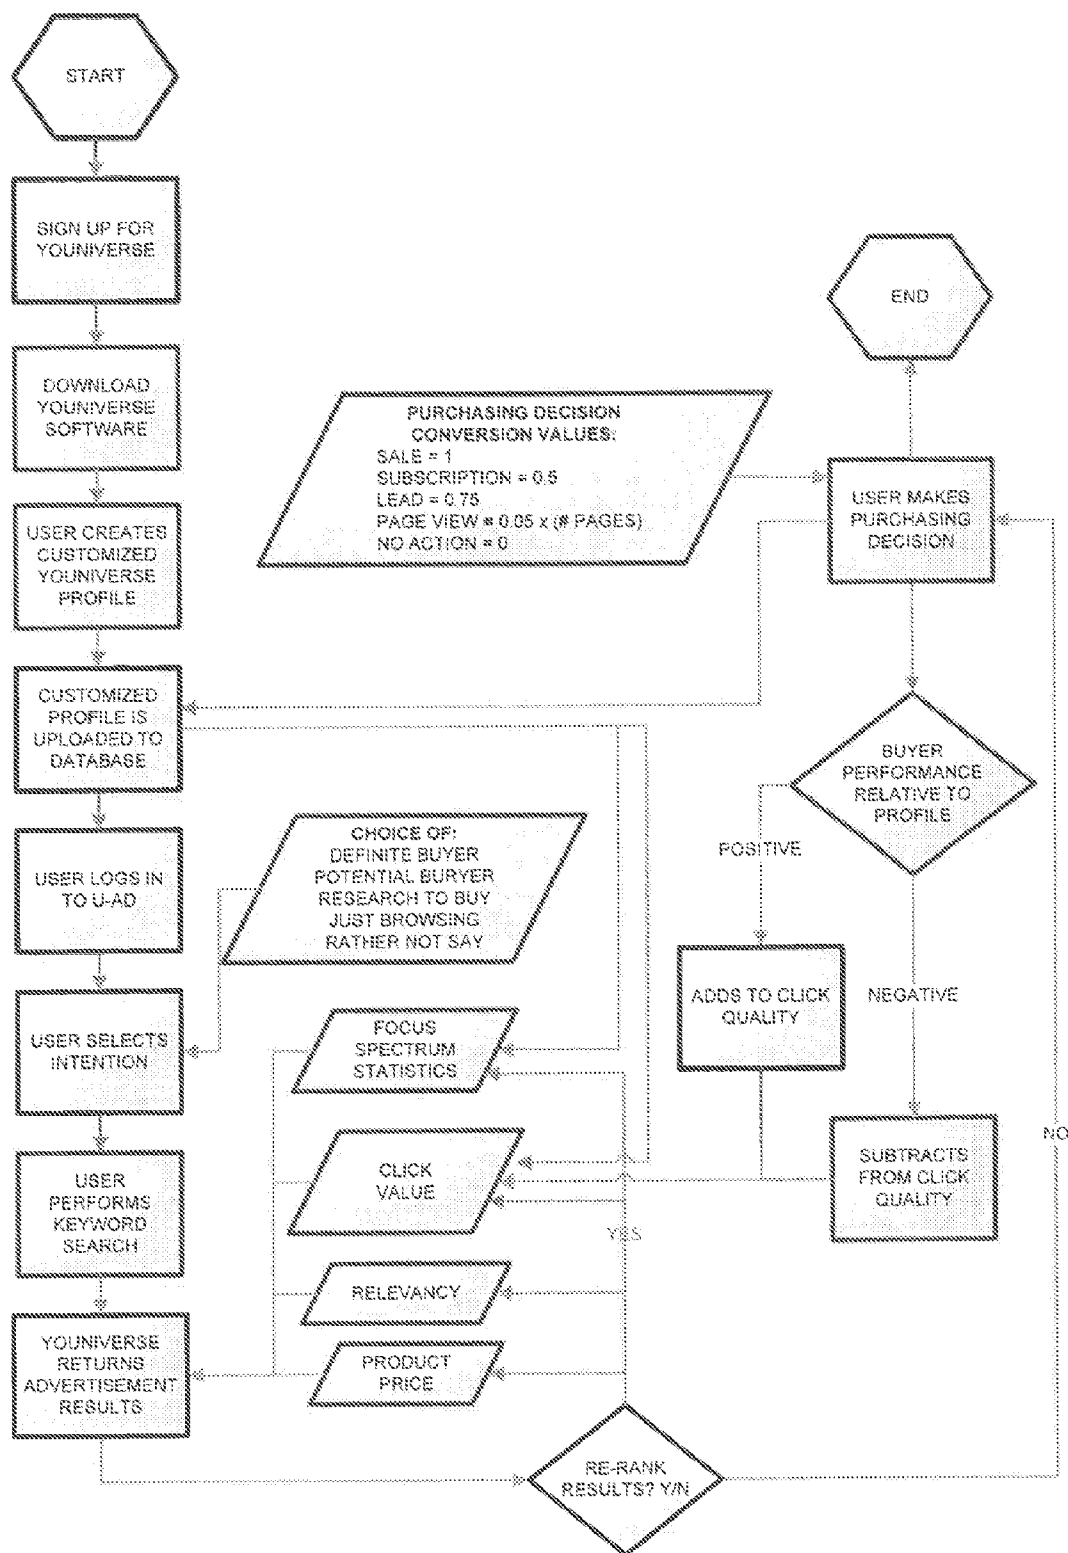 START
SIGN UP FOR
YOUNIVERSE
DOWNLOAD
YOUNIVERSE
SOFTWARE
USER CREATES
CUSTOMIZED
YOUNIVERSE
PROFILE
CUSTOMIZED
PROFILE IS
UPLOADED TO
DATABASE
USER LOGS IN
TO U-AD
USER SELECTS
INTENTION
USER
PERFORMS
KEYWORD
SEARCH
YOUNIVERSE
RETURNS
ADVERTISEMENT
RESULTS
PURCHASING DECISION
CONVERSION VALUES:
SALE = 1
SUBSCRIPTION = 0.5
LEAD = 0.75
PAGE VIEW = 0.05 x (# PAGES)
NO ACTION = 0
CHOICE OF:
DEFINITE BUYER
POTENTIAL BURYER
RESEARCH TO BUY
JUST BROWSING
RATHER NOT SAY
FOCUS
SPECTRUM
STATISTICS
CLICK
VALUE
RELEVANCY
PRODUCT
PRICE
YES
RE-RANK
RESULTS? Y/N
NO
END
USER MAKES
PURCHASING
DECISION
BUYER
PERFORMANCE
RELATIVE TO
PROFILE
POSITIVE
ADDS TO CLICK
QUALITY
NEGATIVE
SUBTRACTS
FROM CLICK
QUALITY